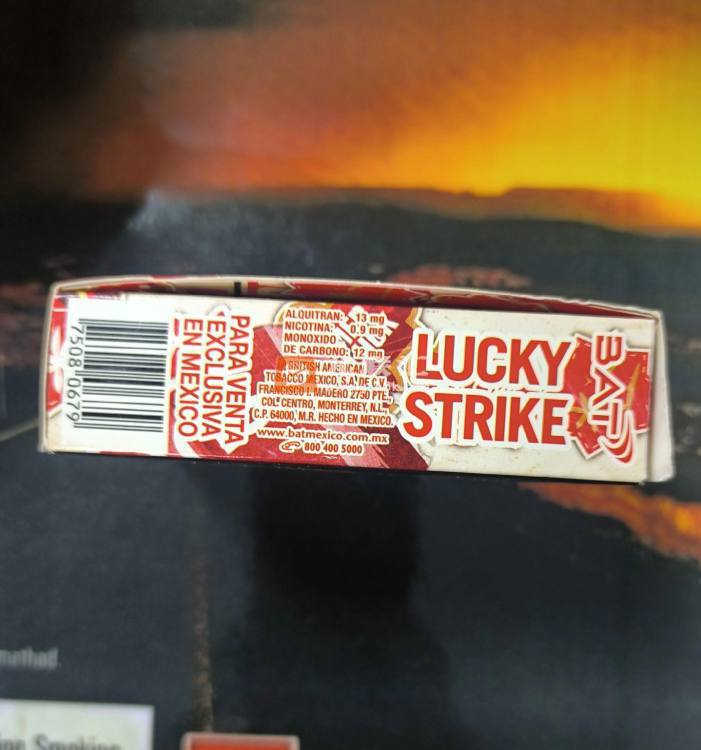 7508 0679
PARA VENTA
EXCLUSIVA
EN MEXICO
ALQUITRAN: 13 mg
NICOTINA: 0.9 mg
MONOXIDO
DE CARBONO: 12 mg
BRITISH AMERICAN
TOBACCO MEXICO, S.A. DE C.V.
FRANCISCO I. MADERO 2750 PTE.,
COL. CENTRO, MONTERREY, N.L.,
C.P. 64000, M.R. HECHO EN MEXICO.
www.batmexico.com.mx
800 400 5000
LUCKY
STRIKE
BAT
method.
Smoking